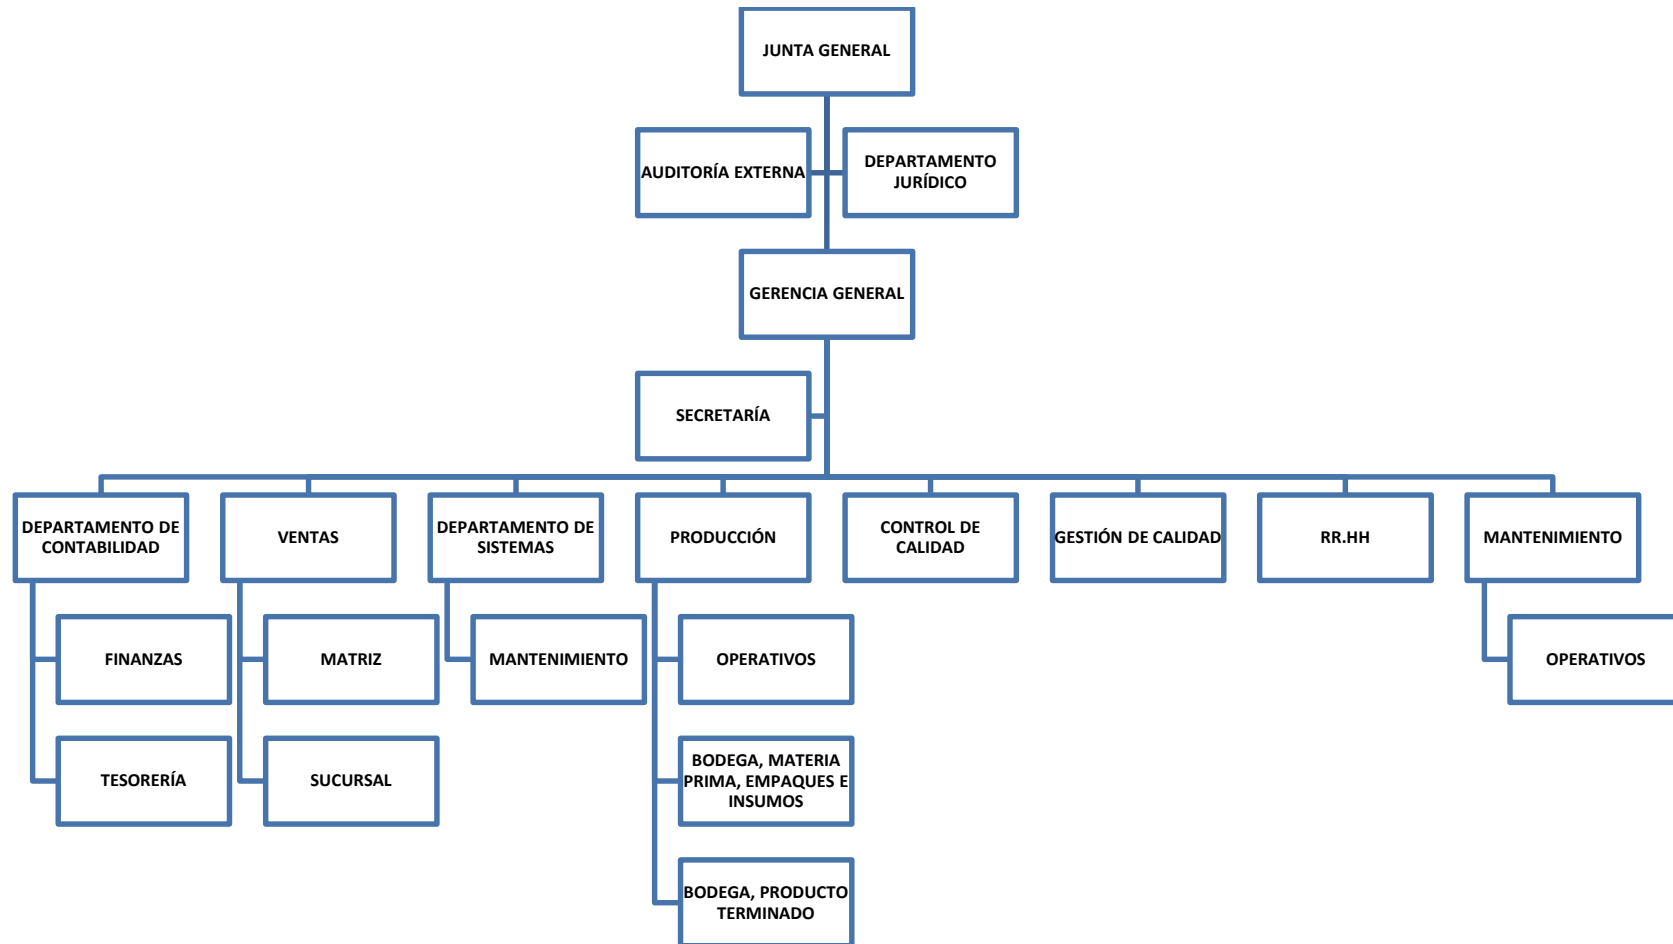 JUNTA GENERAL
AUDITORÍA EXTERNA
DEPARTAMENTO
JURÍDICO
GERENCIA GENERAL
SECRETARÍA
DEPARTAMENTO DE
CONTABILIDAD
VENTAS
DEPARTAMENTO DE
SISTEMAS
PRODUCCIÓN
CONTROL DE
CALIDAD
GESTIÓN DE CALIDAD
RR.HH
MANTENIMIENTO
FINANZAS
MATRIZ
MANTENIMIENTO
OPERATIVOS
OPERATIVOS
TESORERÍA
SUCURSAL
BODEGA, MATERIA
PRIMA, EMPAQUES E
INSUMOS
BODEGA, PRODUCTO
TERMINADO